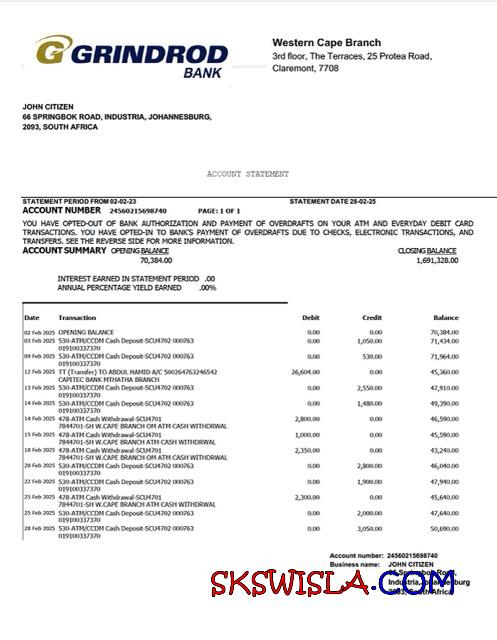 GRINDROD
BANK
Western Cape Branch
3rd floor, The Terraces, 25 Protea Road,
Claremont, 7708
JOHN CITIZEN
66 SPRINGBOK ROAD, INDUSTRIA, JOHANNESBURG,
2093, SOUTH AFRICA
ACCOUNT STATEMENT
STATEMENT PERIOD FROM 02-02-23 STATEMENT DATE 28-02-25
ACCOUNT NUMBER 24560215698740 PAGE: 1 OF 1
YOU HAVE OPTED-OUT OF BANK AUTHORIZATION AND PAYMENT OF OVERDRAFTS ON YOUR ATM AND EVERYDAY DEBIT CARD
TRANSACTIONS. YOU HAVE OPTED-IN TO BANK'S PAYMENT OF OVERDRAFTS DUE TO CHECKS, ELECTRONIC TRANSACTIONS, AND
TRANSFERS. SEE THE REVERSE SIDE FOR MORE INFORMATION.
ACCOUNT SUMMARY OPENING BALANCE CLOSING BALANCE
70,384.00 1,691,328.00
INTEREST EARNED IN STATEMENT PERIOD .00
ANNUAL PERCENTAGE YIELD EARNED .00%
Date Transaction Debit Credit Balance
02 Feb 2025 OPENING BALANCE 0.00 0.00 70,384.00
03 Feb 2025 530-ATM/CCDM Cash Deposit-SCU4702 000763 0.00 1,050.00 71,434.00
019100337370
09 Feb 2025 530-ATM/CCDM Cash Deposit-SCU4702 000763 0.00 530.00 71,964.00
019100337370
12 Feb 2025 TT (Transfer) TO ABDUL HAMID A/C 500264763246542 26,604.00 0.00 45,360.00
CAPITEC BANK MTHATHA BRANCH
13 Feb 2025 530-ATM/CCDM Cash Deposit-SCU4702 000763 0.00 2,550.00 47,910.00
019100337370
14 Feb 2025 530-ATM/CCDM Cash Deposit-SCU4702 000763 0.00 1,480.00 49,390.00
019100337370
14 Feb 2025 478-ATM Cash Withdrawal-SCU4701 2,800.00 0.00 46,590.00
7844701-SH W.CAPE BRANCH OM ATM CASH WITHDRWAL
15 Feb 2025 478-ATM Cash Withdrawal-SCU4701 1,000.00 0.00 45,590.00
7844701-SH W.CAPE BRANCH ATM CASH WITHDRWAL
18 Feb 2025 478-ATM Cash Withdrawal-SCU4701 2,350.00 0.00 43,240.00
7844701-SH W.CAPE BRANCH OM ATM CASH WITHDRWAL
20 Feb 2025 530-ATM/CCDM Cash Deposit-SCU4702 000763 0.00 2,800.00 46,040.00
019100337370
22 Feb 2025 530-ATM/CCDM Cash Deposit-SCU4702 000763 0.00 1,900.00 47,940.00
019100337370
25 Feb 2025 478-ATM Cash Withdrawal-SCU4701 2,300.00 0.00 45,640.00
7844701-SH W.CAPE BRANCH ATM CASH WITHDRWAL
25 Feb 2025 530-ATM/CCDM Cash Deposit-SCU4702 000763 0.00 2,000.00 47,640.00
019100337370
28 Feb 2025 530-ATM/CCDM Cash Deposit-SCU4702 000763 0.00 3,050.00 50,690.00
019100337370
Account number: 24560215698740
Business name: JOHN CITIZEN
66 Springbok Road,
Industria, Johannesburg
2093, South Africa
SKSWISLA.COM